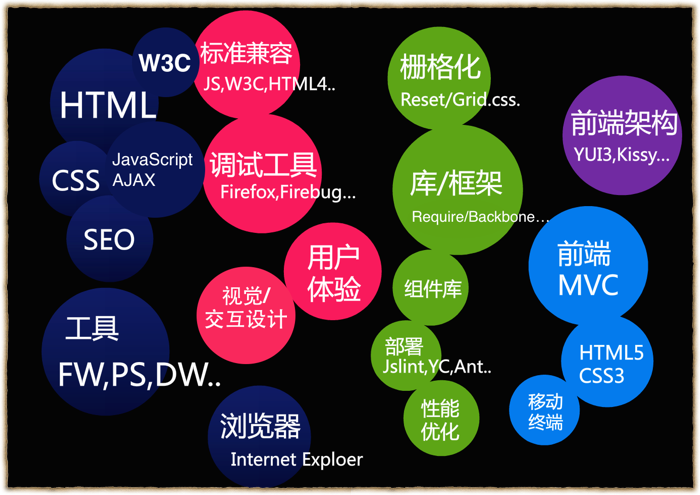 W3C
HTML
CSS
JavaScript
AJAX
SEO
工具
FW,PS,DW..
标准兼容
JS,W3C,HTML4..
调试工具
Firefox,Firebug...
用户
体验
视觉/
交互设计
浏览器
Internet Exploer
栅格化
Reset/Grid.css.
库/框架
Require/Backbone...
组件库
部署
Jslint,YC,Ant..
性能
优化
前端架构
YUI3,Kissy...
前端
MVC
HTML5
CSS3
移动
终端